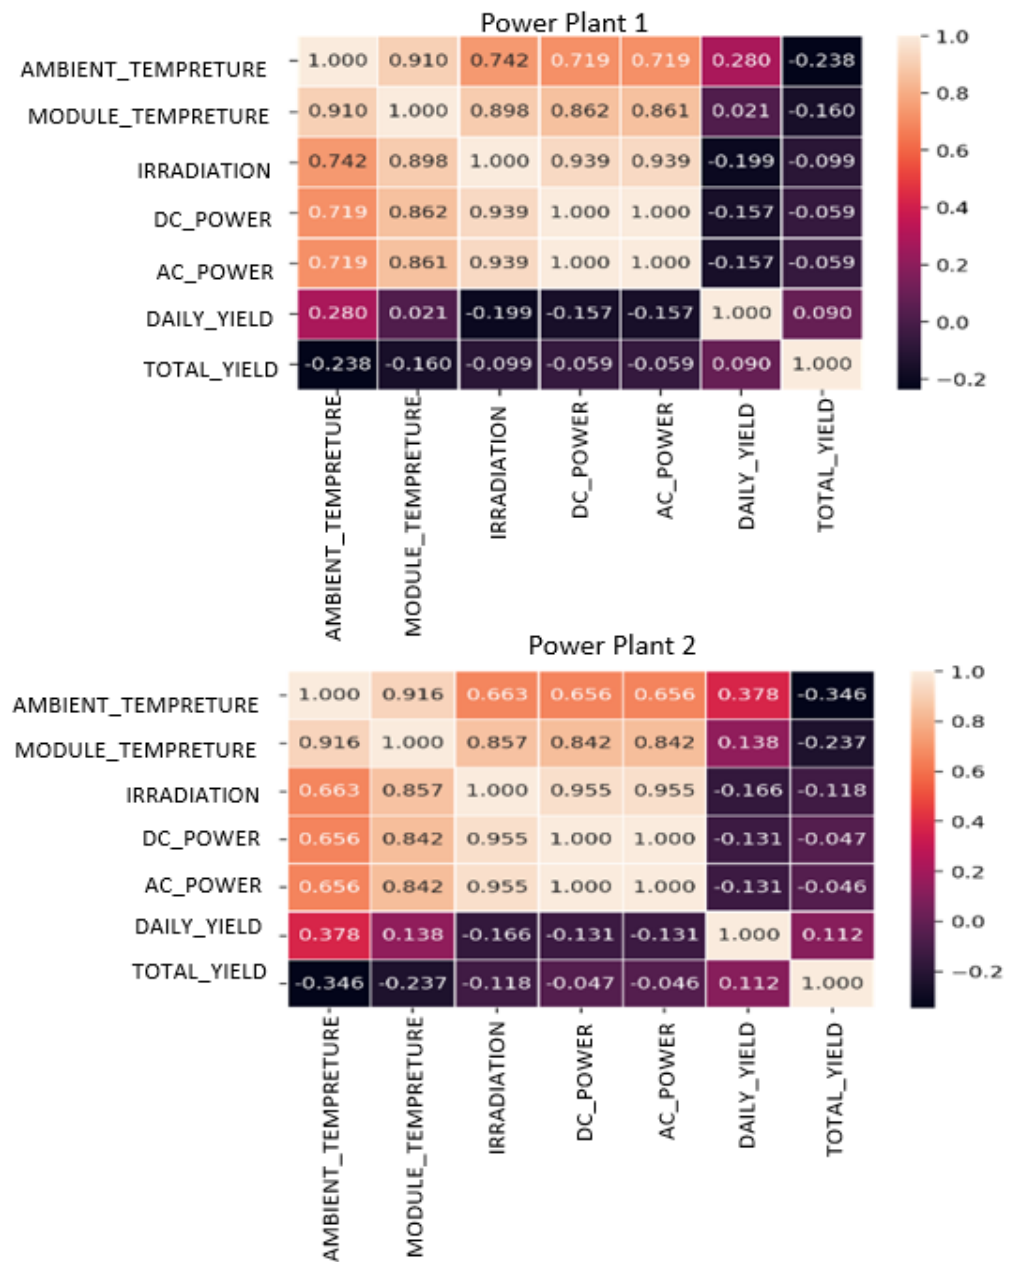 Power Plant 1
AMBIENT_TEMPRETURE 1.000 0.910 0.742 0.719 0.719 0.280 -0.238
MODULE_TEMPRETURE 0.910 1.000 0.898 0.862 0.861 0.021 -0.160
IRRADIATION 0.742 0.898 1.000 0.939 0.939 -0.199 -0.099
DC_POWER 0.719 0.862 0.939 1.000 1.000 -0.157 -0.059
AC_POWER 0.719 0.861 0.939 1.000 1.000 -0.157 -0.059
DAILY_YIELD 0.280 0.021 -0.199 -0.157 -0.157 1.000 0.090
TOTAL_YIELD -0.238 -0.160 -0.099 -0.059 -0.059 0.090 1.000
1.0
0.8
0.6
0.4
0.2
0.0
−0.2
AMBIENT_TEMPRETURE
MODULE_TEMPRETURE
IRRADIATION
DC_POWER
AC_POWER
DAILY_YIELD
TOTAL_YIELD
Power Plant 2
AMBIENT_TEMPRETURE 1.000 0.916 0.663 0.656 0.656 0.378 -0.346
MODULE_TEMPRETURE 0.916 1.000 0.857 0.842 0.842 0.138 -0.237
IRRADIATION 0.663 0.857 1.000 0.955 0.955 -0.166 -0.118
DC_POWER 0.656 0.842 0.955 1.000 1.000 -0.131 -0.047
AC_POWER 0.656 0.842 0.955 1.000 1.000 -0.131 -0.046
DAILY_YIELD 0.378 0.138 -0.166 -0.131 -0.131 1.000 0.112
TOTAL_YIELD -0.346 -0.237 -0.118 -0.047 -0.046 0.112 1.000
1.0
0.8
0.6
0.4
0.2
0.0
−0.2
AMBIENT_TEMPRETURE
MODULE_TEMPRETURE
IRRADIATION
DC_POWER
AC_POWER
DAILY_YIELD
TOTAL_YIELD